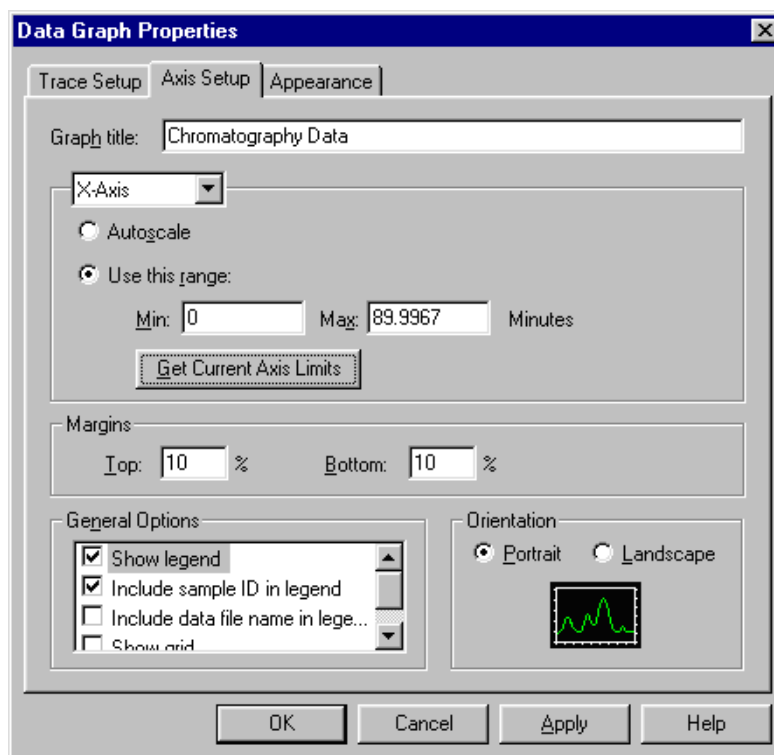 Data Graph Properties
Trace Setup Axis Setup Appearance
Graph title: Chromatography Data
X-Axis
Autoscale
Use this range:
Min: 0 Max: 89.9967 Minutes
Get Current Axis Limits
Margins
Top: 10 % Bottom: 10 %
General Options
Show legend
Include sample ID in legend
Include data file name in lege...
Show grid
Orientation
Portrait Landscape
OK Cancel Apply Help